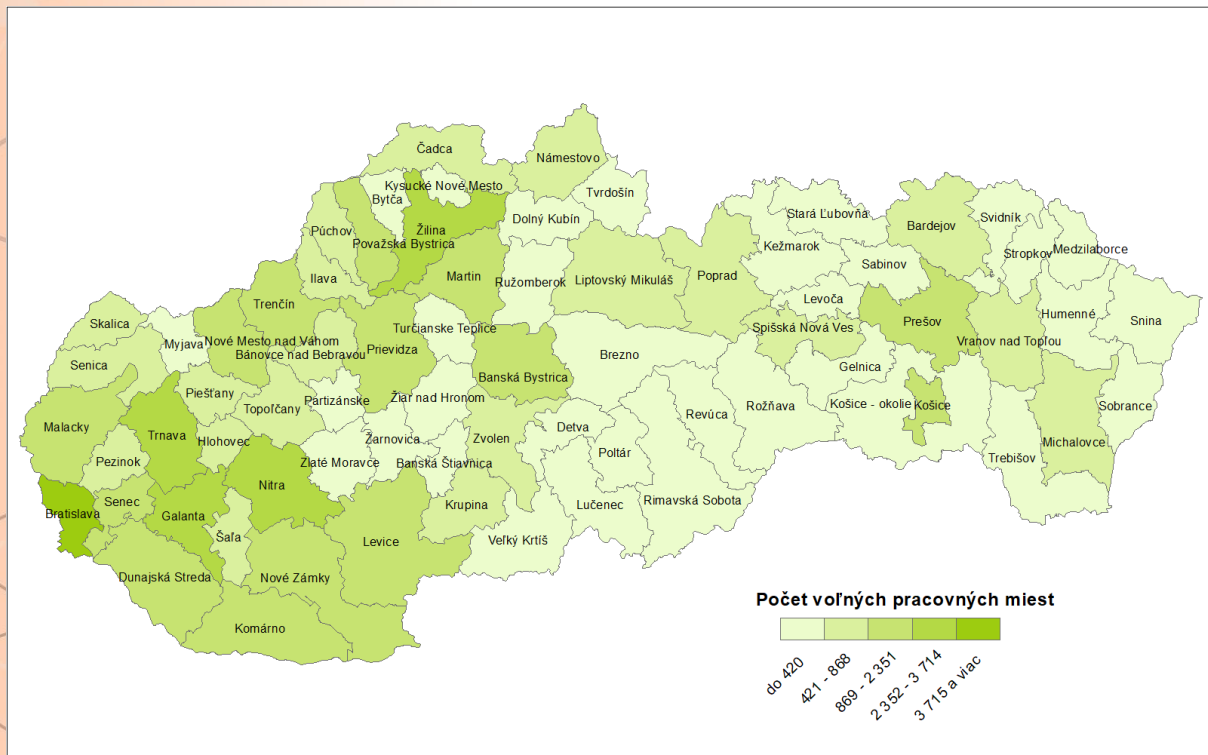 Čadca
Námestovo
Kysucké Nové Mesto
Tvrdošín
Bytča
Stará Ľubovňa
Dolný Kubín
Svidník
Bardejov
Púchov
Žilina
Považská Bystrica
Kežmarok
Stropkov
Medzilaborce
Sabinov
Ilava
Martin
Ružomberok
Liptovský Mikuláš
Poprad
Levoča
Trenčín
Humenné
Snina
Skalica
Turčianske Teplice
Spišská Nová Ves
Prešov
Myjava
Nové Mesto nad Váhom
Vranov nad Topľou
Bánovce nad Bebravou
Prievidza
Brezno
Senica
Gelnica
Banská Bystrica
Piešťany
Partizánske
Žiar nad Hronom
Topoľčany
Revúca
Rožňava
Košice - okolie
Košice
Sobrance
Malacky
Trnava
Hlohovec
Žarnovica
Zvolen
Detva
Michalovce
Pezinok
Zlaté Moravce
Banská Štiavnica
Poltár
Trebišov
Nitra
Senec
Bratislava
Galanta
Krupina
Lučenec
Rimavská Sobota
Šaľa
Levice
Veľký Krtíš
Dunajská Streda
Nové Zámky
Komárno
Počet voľných pracovných miest
do 420
421 - 868
869 - 2 351
2 352 - 3 714
3 715 a viac